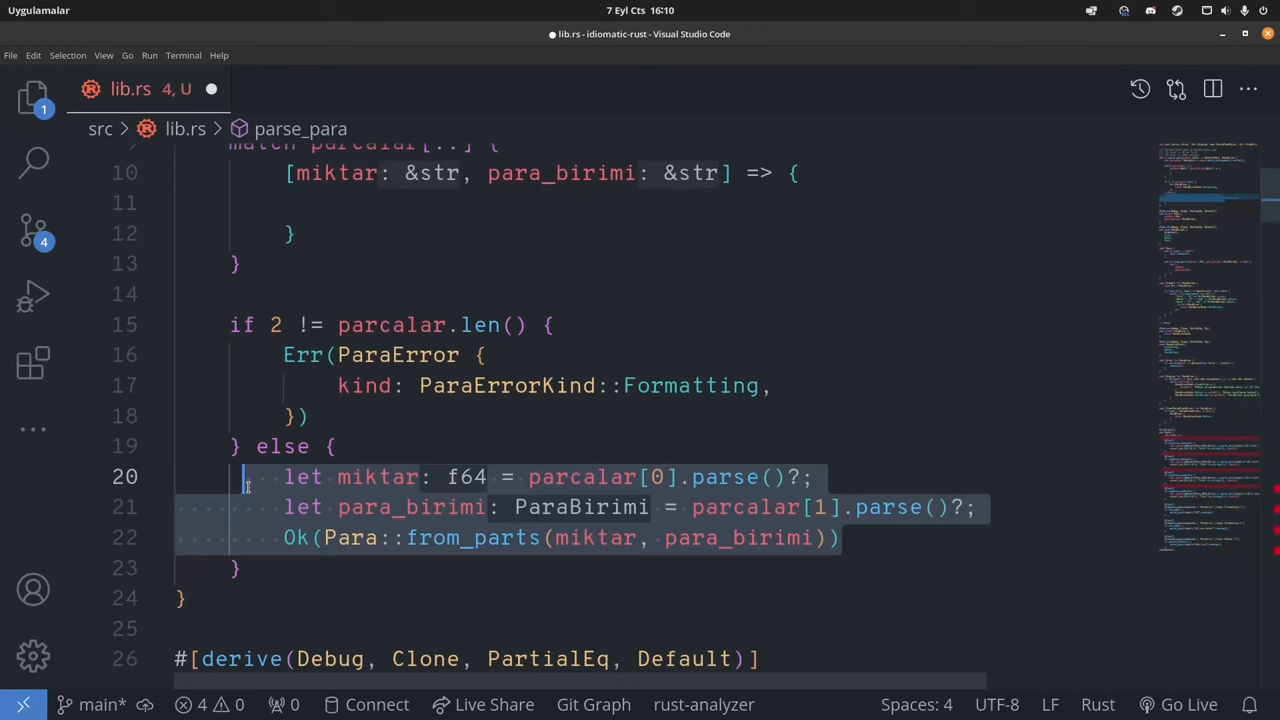 Uygulamalar
7 Eyl Cts 16:10
lib.rs - idiomatic-rust - Visual Studio Code
File Edit Selection View Go Run Terminal Help
lib.rs 4, U
src > lib.rs > parse_para
match parcalar[..] {
10 [miktar: &str, para_birimi: &str] => {
11
12 }
13 }
14
15 if 2 != parcalar.len() {
16 Err(ParaError {
17 kind: ParaErrorKind::Formatting,
18 })
19 } else {
20 let miktar: f = parcalar[0].parse()?;
21 let para_birimi: ParaBirimi = parcalar[1].parse()?;
22 Ok(Para::from_ (miktar, para_birimi))
23 }
24 }
25
26 #[derive(Debug, Clone, PartialEq, Default)]
1
4
main* 4 0 0 Connect Live Share Git Graph rust-analyzer Spaces: 4 UTF-8 LF Rust Go Live